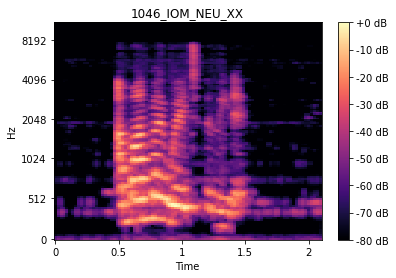 1046_IOM_NEU_XX
+0 dB
8192
-10 dB
4096
-20 dB
-30 dB
2048
Hz
-40 dB
1024
-50 dB
512
-60 dB
-70 dB
0
-80 dB
0
0.5
1
1.5
2
Time